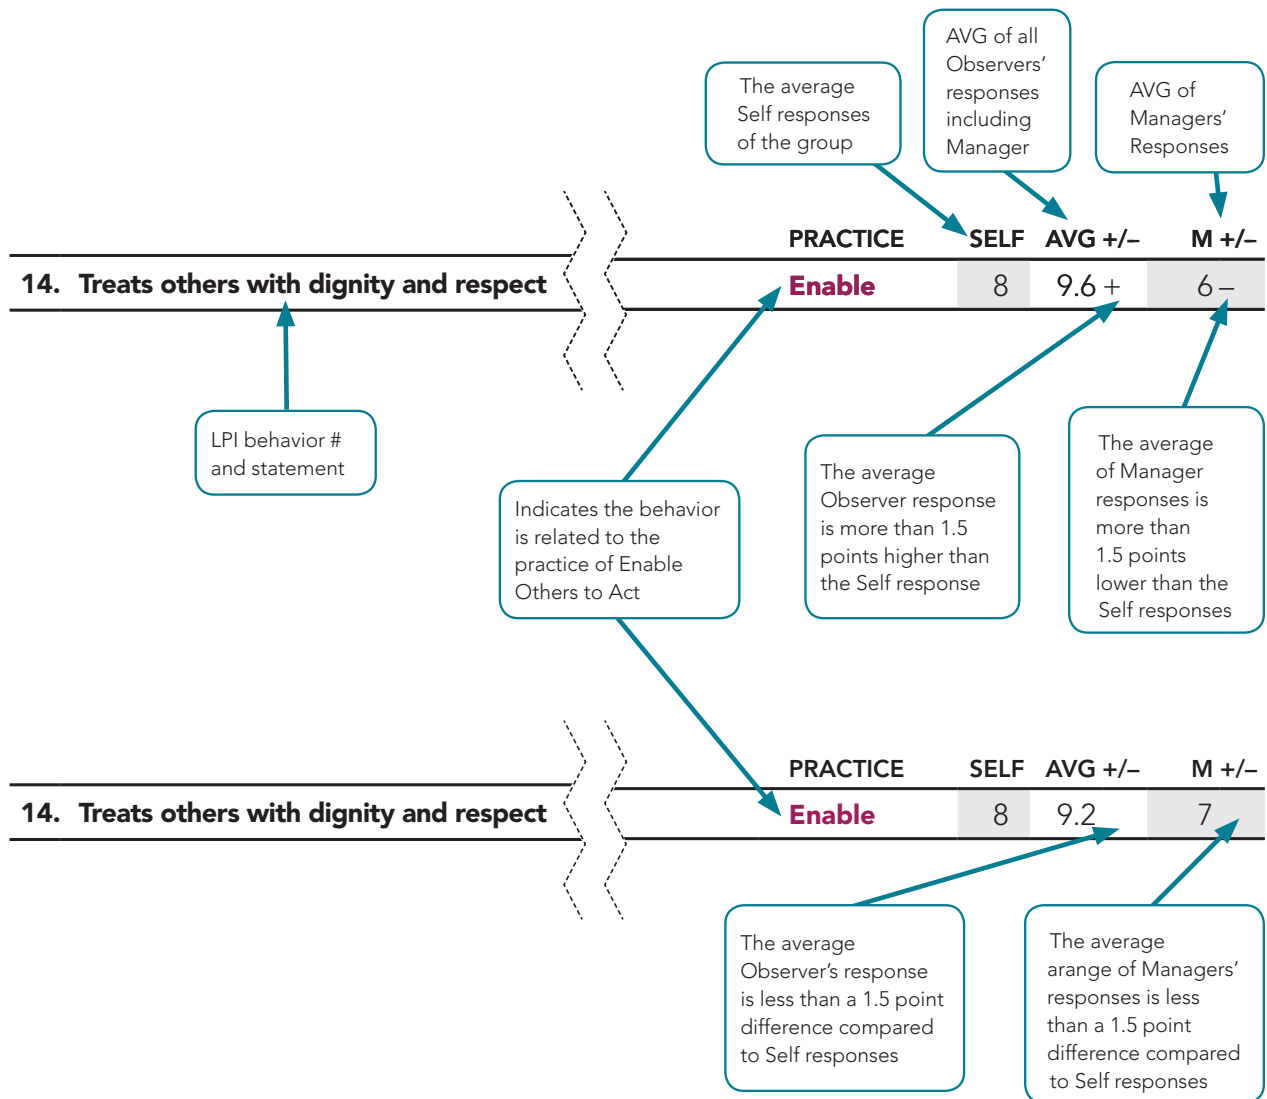 AVG of all
Observers'
responses
including
Manager
The average
Self responses
of the group
AVG of
Managers'
Responses
PRACTICE SELF AVG +/– M +/–
14. Treats others with dignity and respect Enable 8 9.6 + 6 –
LPI behavior #
and statement
Indicates the behavior
is related to the
practice of Enable
Others to Act
The average
Observer response
is more than 1.5
points higher than
the Self response
The average
of Manager
responses is
more than
1.5 points
lower than the
Self responses
PRACTICE SELF AVG +/– M +/–
14. Treats others with dignity and respect Enable 8 9.2 7
The average
Observer's response
is less than a 1.5 point
difference compared
to Self responses
The average
arange of Managers'
responses is less
than a 1.5 point
difference compared
to Self responses